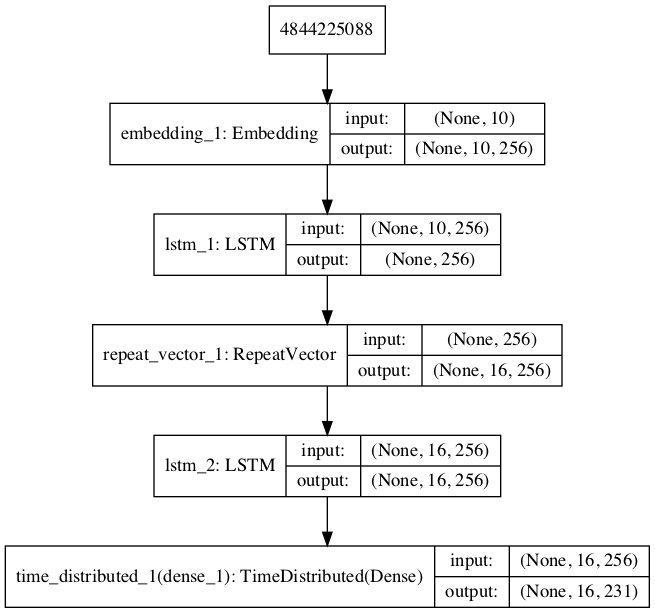 4844225088
embedding_1: Embedding
input: (None, 10)
output: (None, 10, 256)
lstm_1: LSTM
input: (None, 10, 256)
output: (None, 256)
repeat_vector_1: RepeatVector
input: (None, 256)
output: (None, 16, 256)
lstm_2: LSTM
input: (None, 16, 256)
output: (None, 16, 256)
time_distributed_1(dense_1): TimeDistributed(Dense)
input: (None, 16, 256)
output: (None, 16, 231)